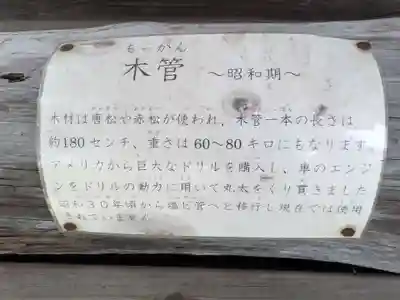 もっかん
木管 ～昭和期～
木材は唐松や赤松が使われ、木管一本の長さは
約180センチ、重さは60～80キロにもなります
アメリカから巨大なドリルを購入し、車のエンジ
ンをドリルの動力に用いて丸太をくり貫きました
昭和30年頃から塩ビ管へと移行し現在では使用
されていません